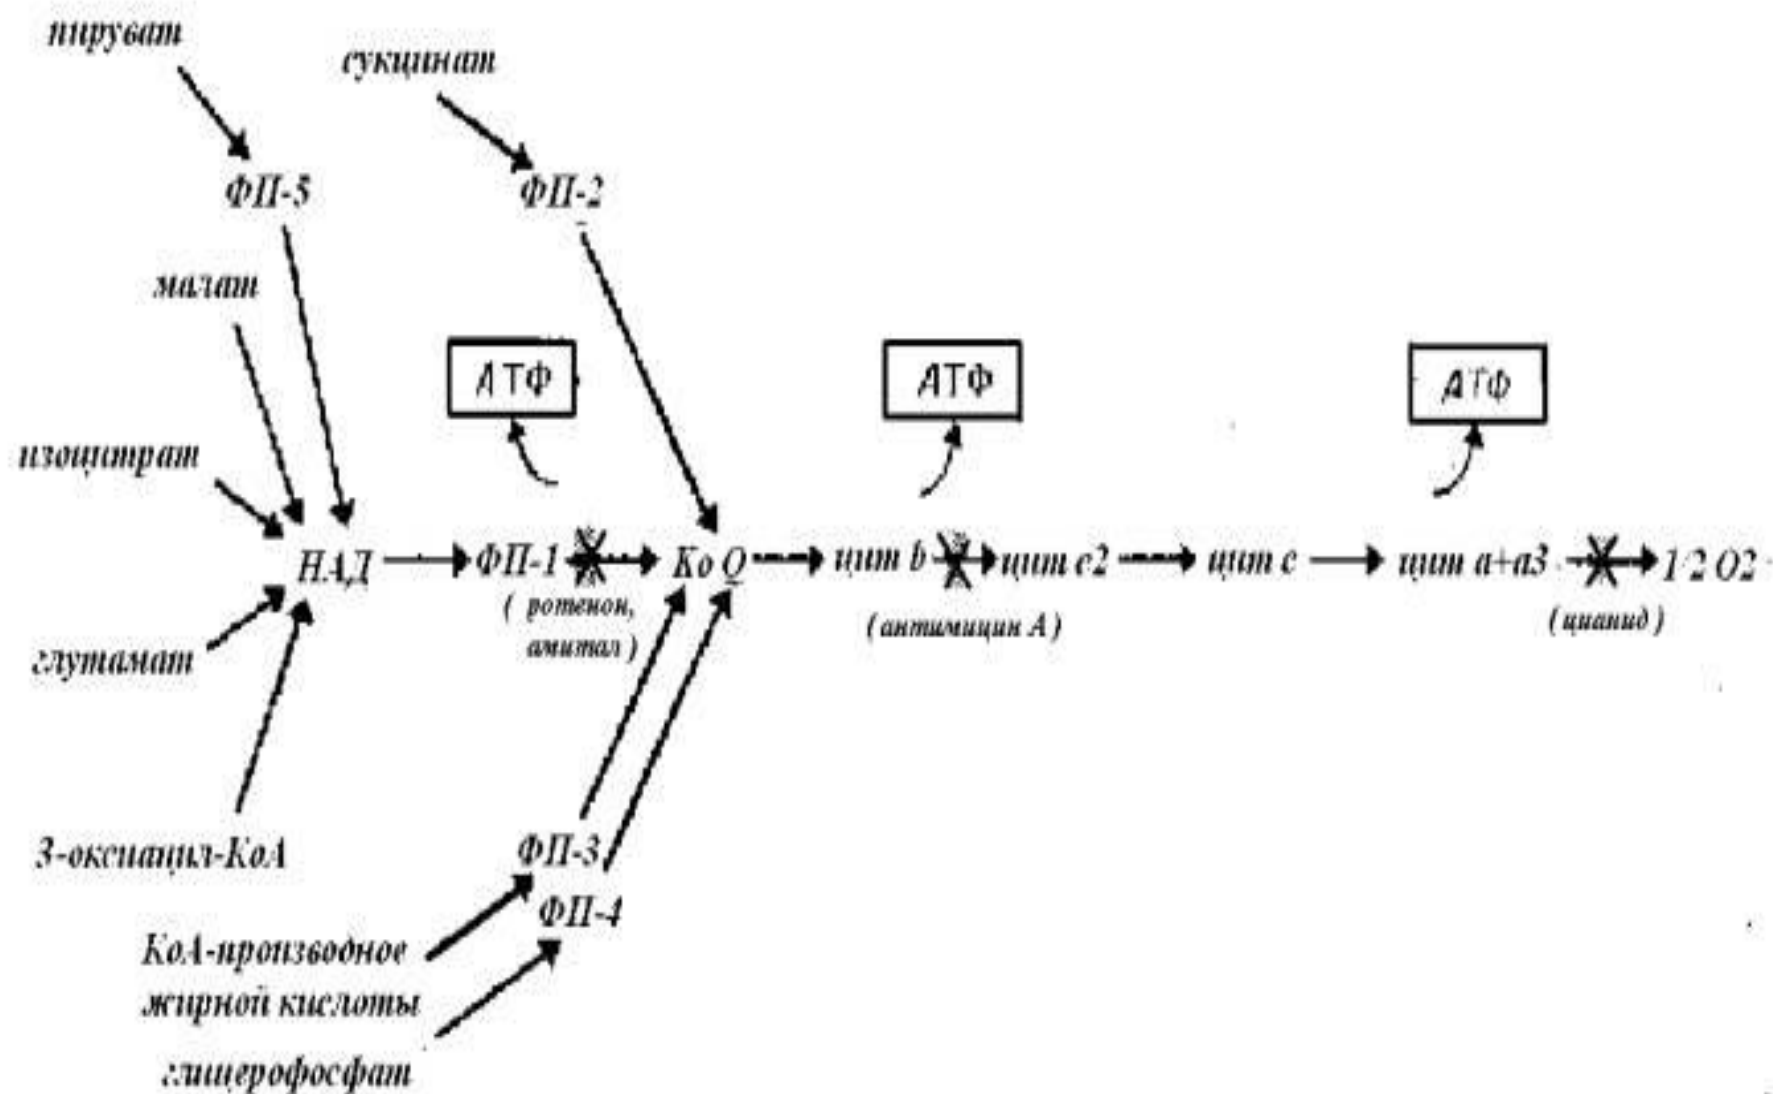 пируват
сукцинат
ФП-5
ФП-2
малат
АТФ
АТФ
АТФ
изоцитрат
НАД
ФП-1
Ко Q
цит b
цит c2
цит c
цит a+a3
1/2 O2
( ротенон,
амитал )
(антимицин А)
(цианид)
глутамат
3-оксиацил-КоА
ФП-3
ФП-4
КоА-производное
жирной кислоты
глицерофосфат